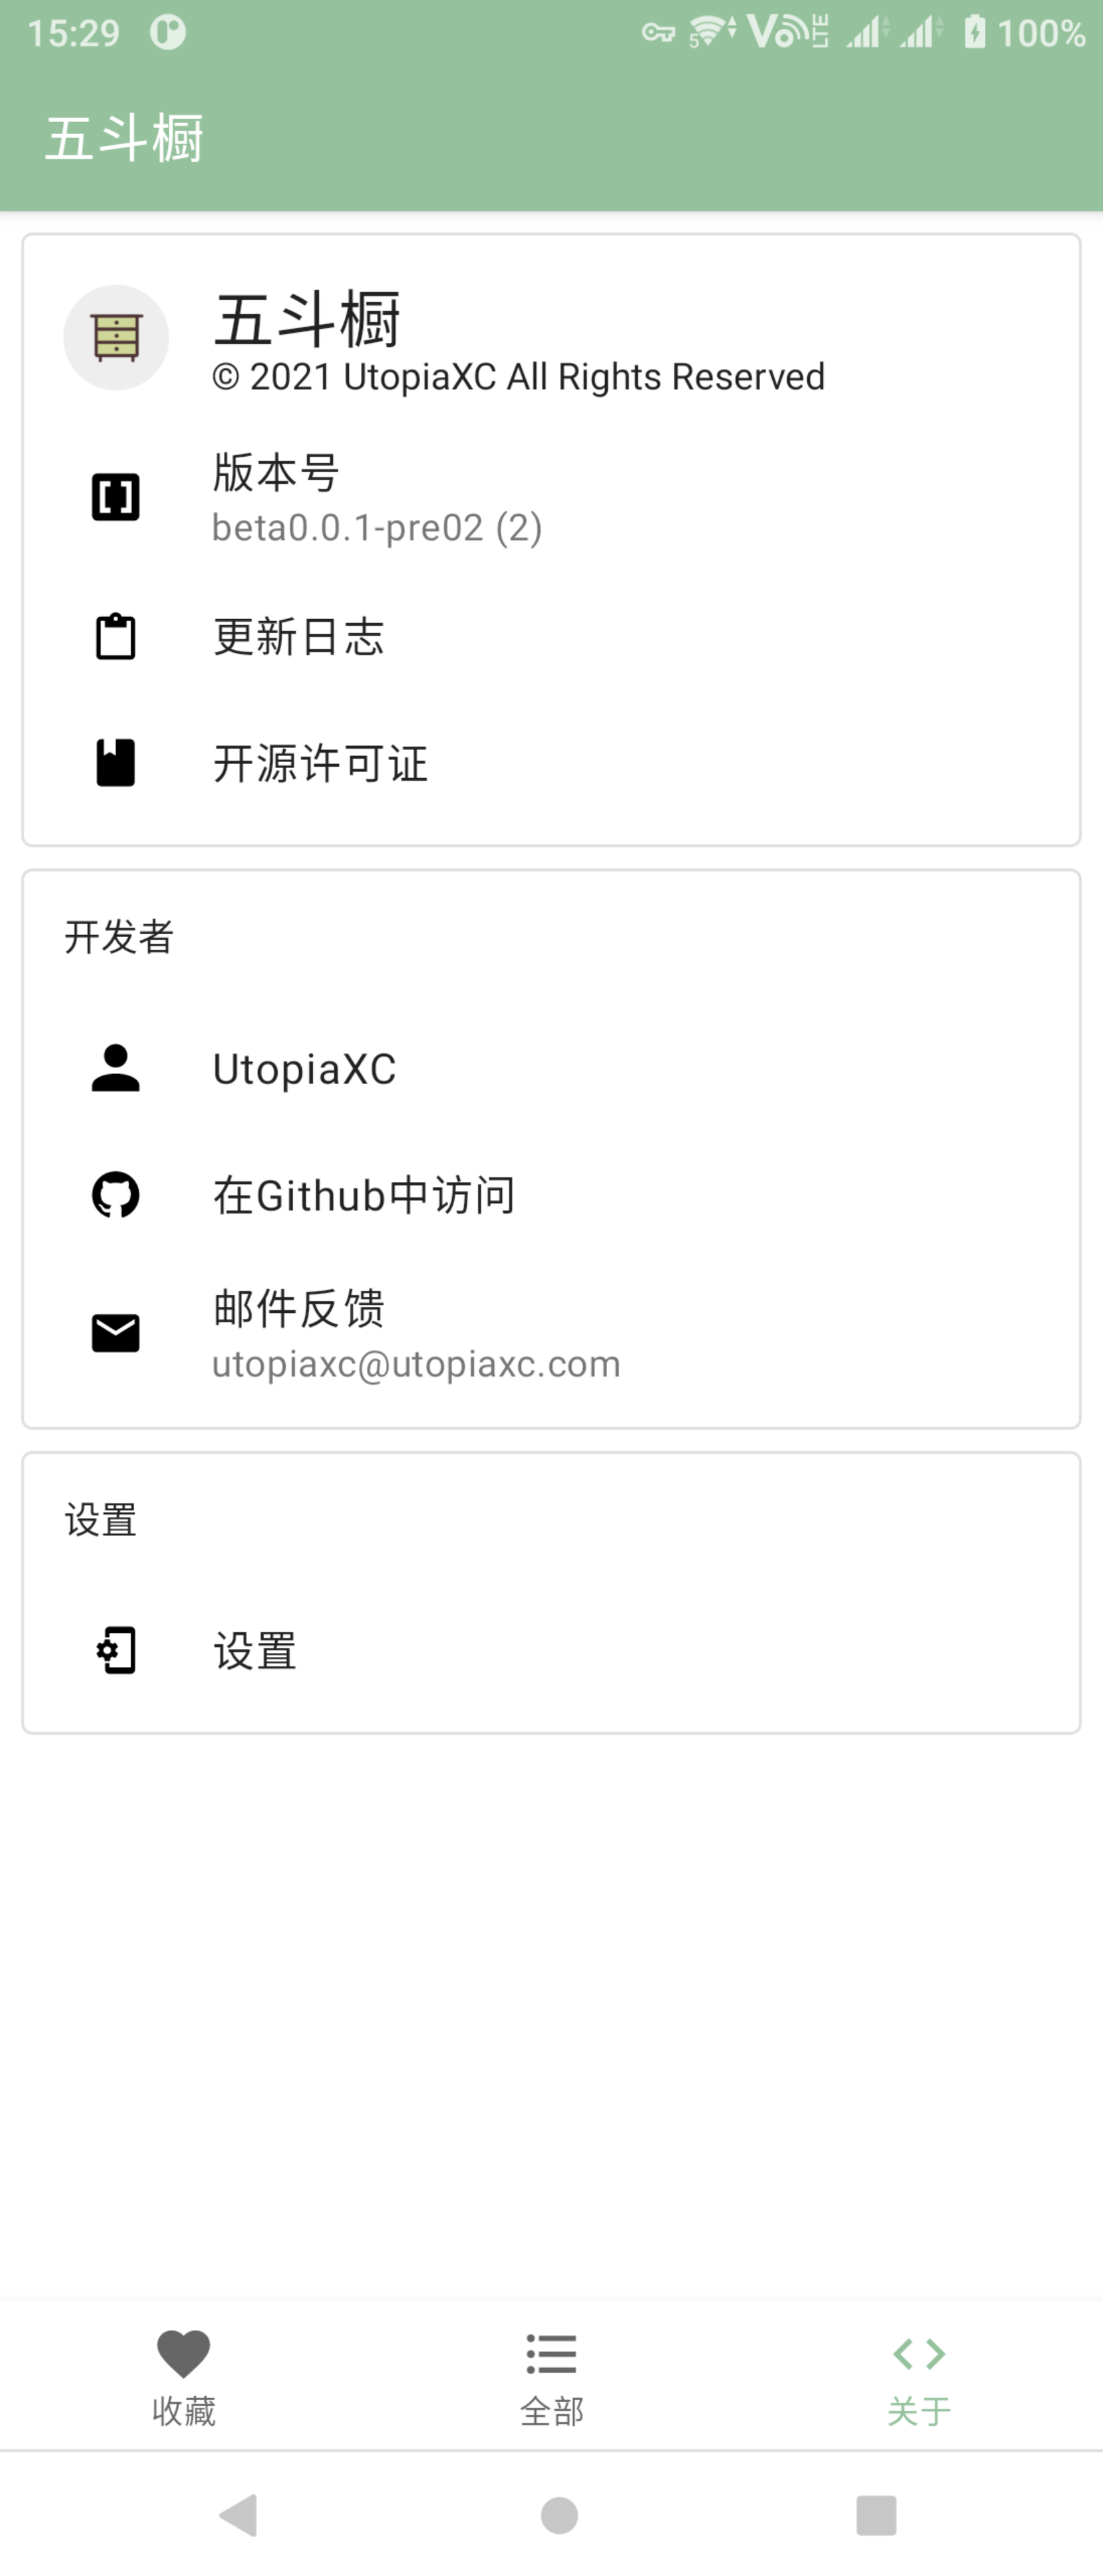 15:29
5
Vo LTE
100%
五斗橱
五斗橱
© 2021 UtopiaXC All Rights Reserved
版本号
beta0.0.1-pre02 (2)
更新日志
开源许可证
开发者
UtopiaXC
在Github中访问
邮件反馈
utopiaxc@utopiaxc.com
设置
设置
收藏
全部
关于